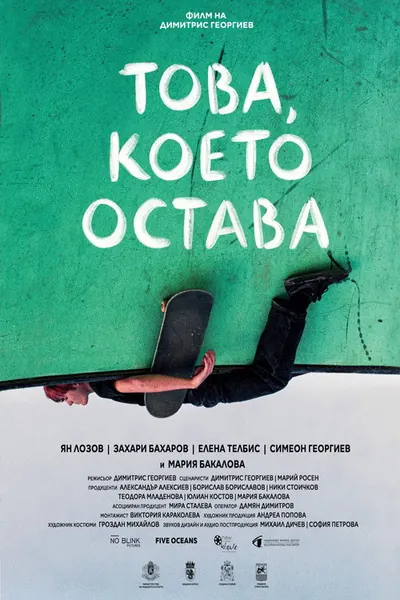 ФИЛМ НА
ДИМИТРИС ГЕОРГИЕВ
ТОВА,
КОЕТО
ОСТАВА
ЯН ЛОЗОВ | ЗАХАРИ БАХАРОВ | ЕЛЕНА ТЕЛБИС | СИМЕОН ГЕОРГИЕВ
И МАРИЯ БАКАЛОВА
РЕЖИСЬОР ДИМИТРИС ГЕОРГИЕВ СЦЕНАРИСТИ ДИМИТРИС ГЕОРГИЕВ | МАРИЙ РОСЕН
ПРОДУЦЕНТИ АЛЕКСАНДЪР АЛЕКСИЕВ | БОРИСЛАВ БОРИСЛАВОВ | НИКИ СТОИЧКОВ
ТЕОДОРА МЛАДЕНОВА | ЮЛИАН КОСТОВ | МАРИЯ БАКАЛОВА
АСОЦИИРАН ПРОДУЦЕНТ МИРА СТАЛЕВА ОПЕРАТОР ДАМЯН ДИМИТРОВ
МОНТАЖИСТ ВИКТОРИЯ КАРАКОЛЕВА ХУДОЖНИК ПРОДУКЦИЯ АНДРЕА ПОПОВА
ХУДОЖНИК КОСТЮМИ ГРОЗДАН МИХАЙЛОВ ЗВУКОВ ДИЗАЙН И АУДИО ПОСТПРОДУКЦИЯ МИХАИЛ ДИЧЕВ | СОФИЯ ПЕТРОВА
NO BLINK
PICTURES
FIVE OCEANS